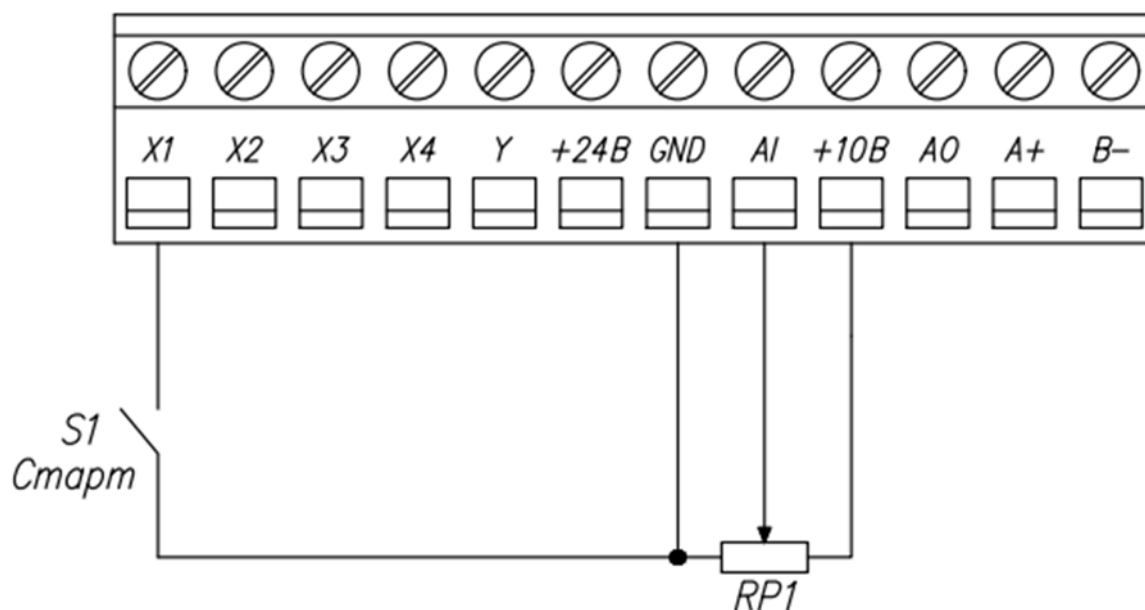 X1 X2 X3 X4 Y +24В GND AI +10В AO A+ B-
S1
Старт
RP1